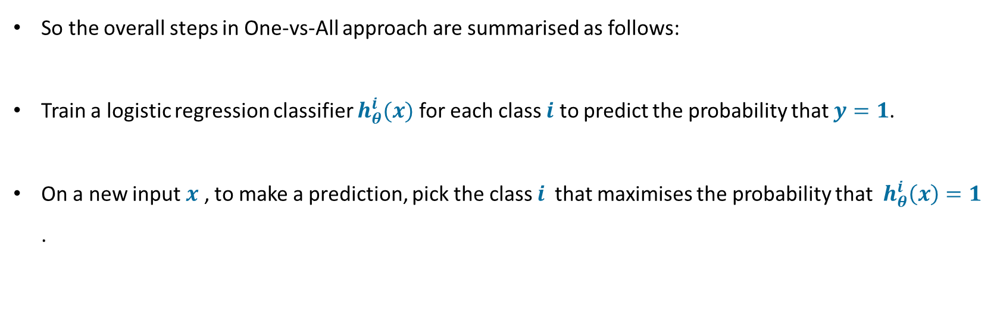 • So the overall steps in One-vs-All approach are summarised as follows:
• Train a logistic regression classifier $h_\theta^i(x)$ for each class $i$ to predict the probability that $y = 1$.
• On a new input $x$ , to make a prediction, pick the class $i$ that maximises the probability that $h_\theta^i(x) = 1$
.